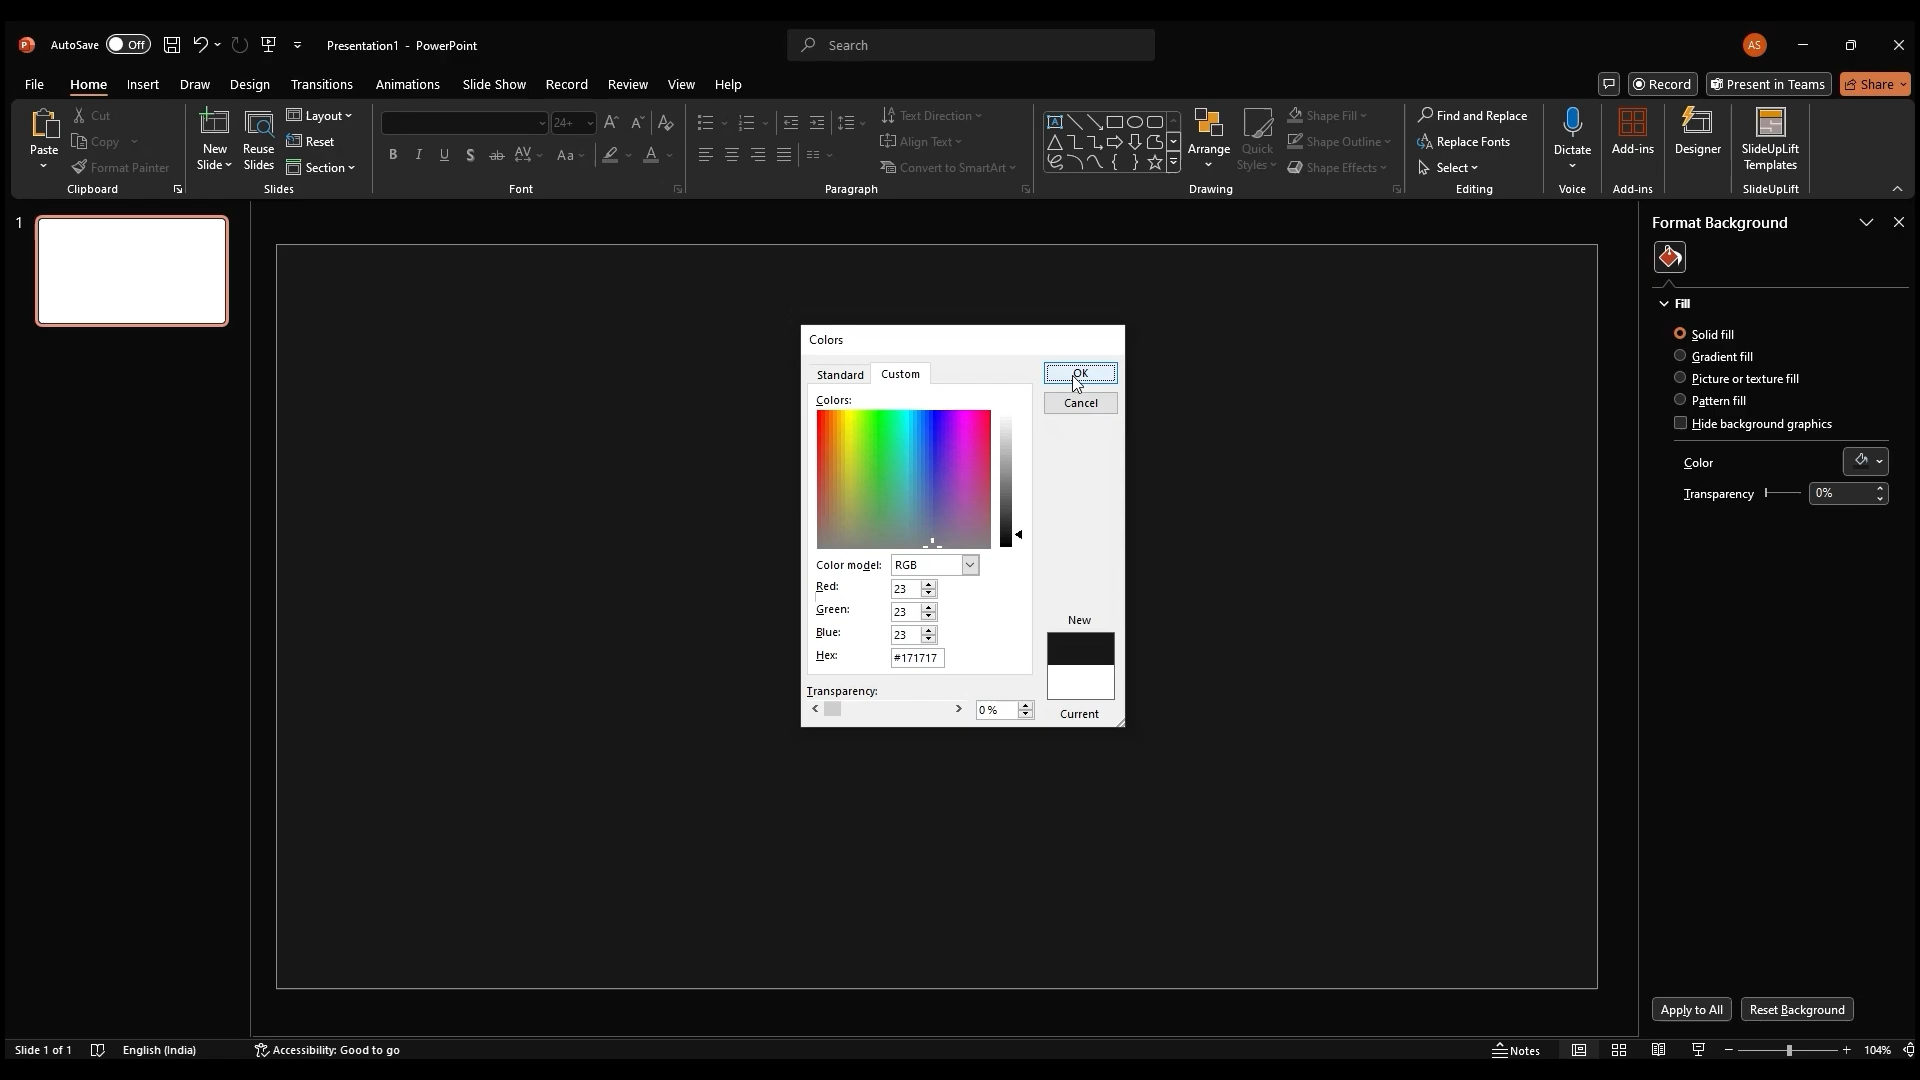 AutoSave Off Presentation1 - PowerPoint Search AS
File Home Insert Draw Design Transitions Animations Slide Show Record Review View Help Record Present in Teams Share
Paste Cut Copy Format Painter
Clipboard
New Slide Reuse Slides Layout Reset Section
Slides
24+
B I U S ab AV Aa A
Font
Text Direction
Align Text
Convert to SmartArt
Paragraph
Arrange Quick Styles
Shape Fill
Shape Outline
Shape Effects
Drawing
Find and Replace
Replace Fonts
Select
Editing
Dictate
Voice
Add-ins
Add-ins
Designer
SlideUpLift Templates
SlideUpLift
1
Colors
Standard Custom
OK
Cancel
Colors:
Color model: RGB
Red: 23
Green: 23
Blue: 23
Hex: #171717
Transparency:
0 %
New
Current
Format Background
Fill
Solid fill
Gradient fill
Picture or texture fill
Pattern fill
Hide background graphics
Color
Transparency 0%
Apply to All Reset Background
Slide 1 of 1 English (India) Accessibility: Good to go Notes 104%